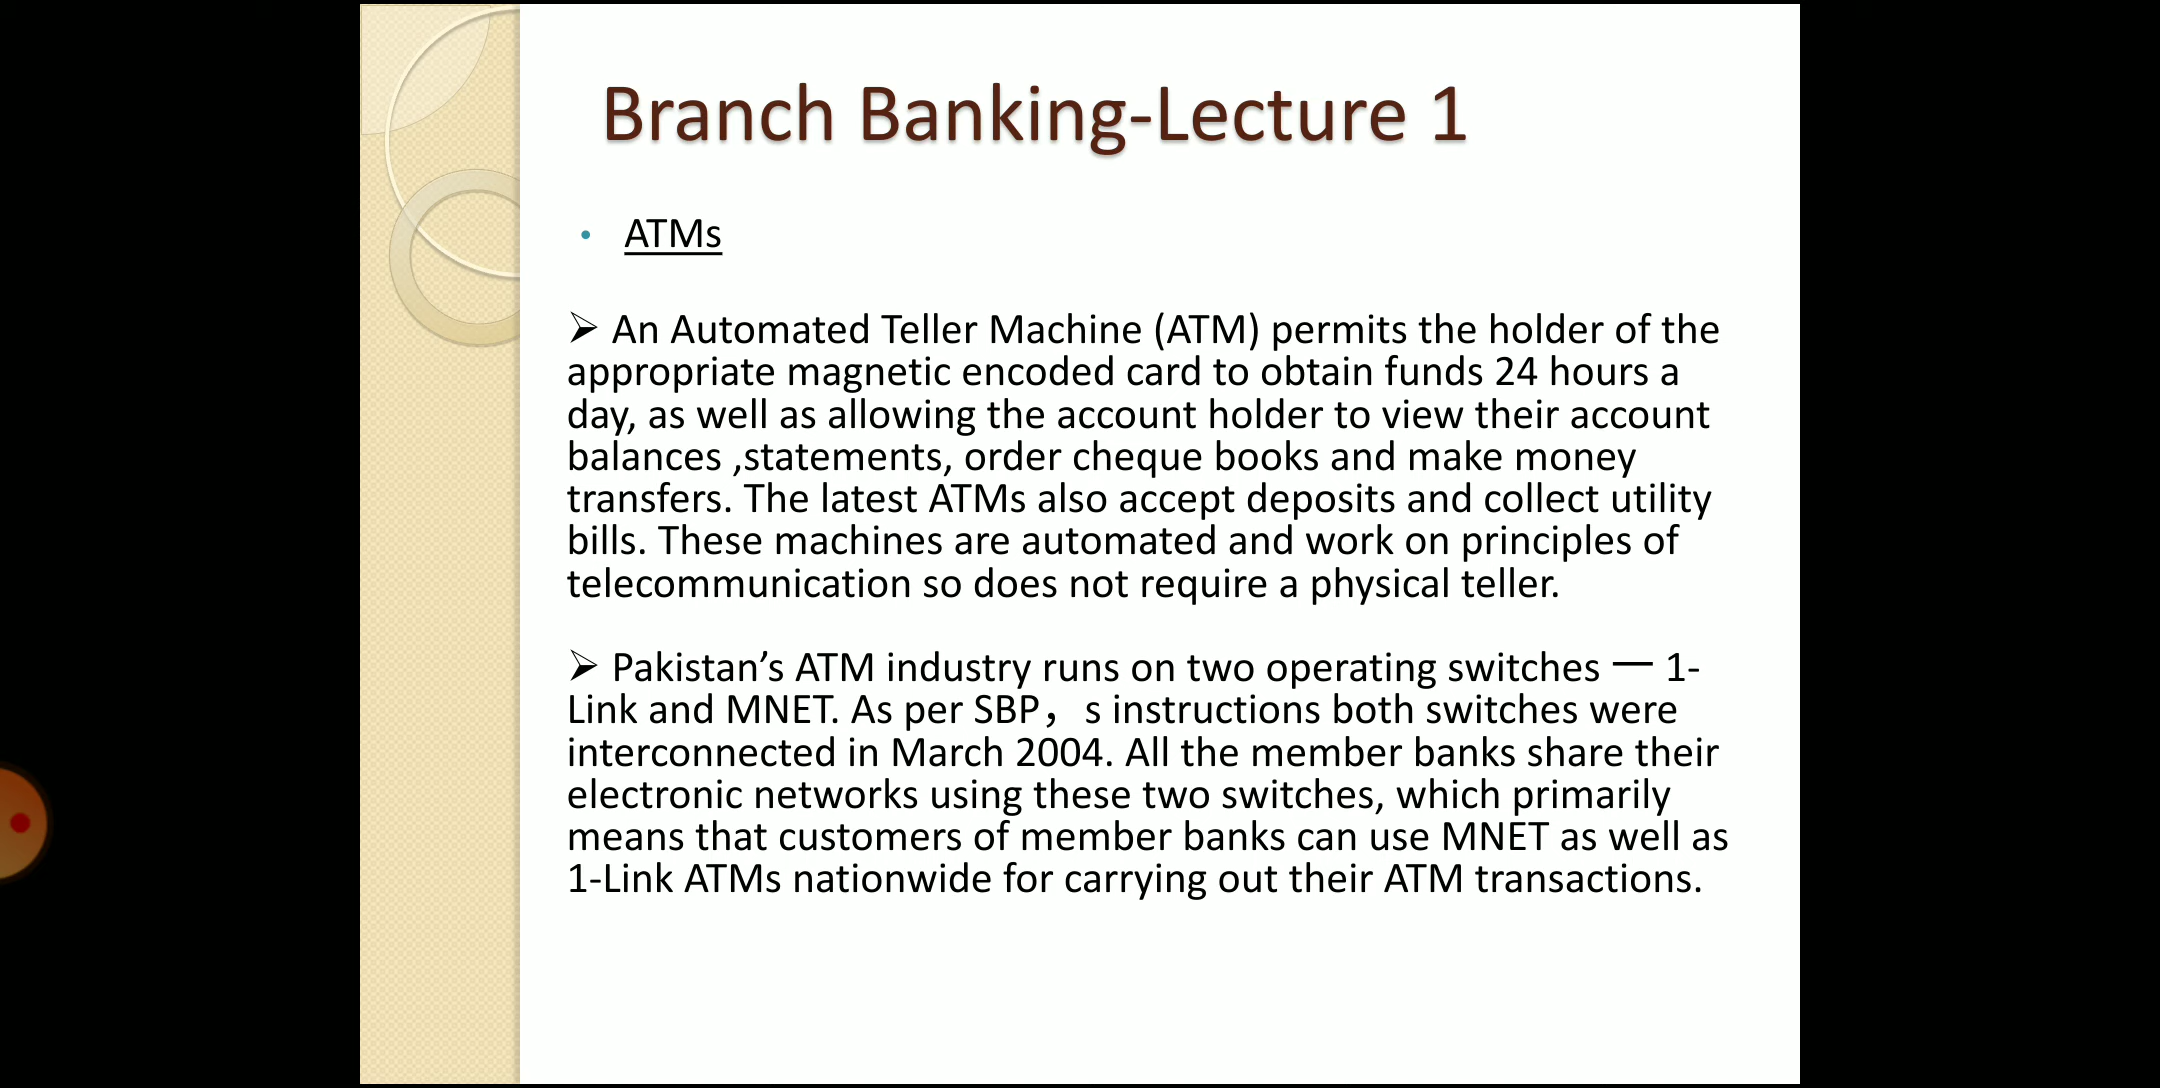 Branch Banking-Lecture 1
• ATMs
➢ An Automated Teller Machine (ATM) permits the holder of the
appropriate magnetic encoded card to obtain funds 24 hours a
day, as well as allowing the account holder to view their account
balances ,statements, order cheque books and make money
transfers. The latest ATMs also accept deposits and collect utility
bills. These machines are automated and work on principles of
telecommunication so does not require a physical teller.
➢ Pakistan’s ATM industry runs on two operating switches — 1-
Link and MNET. As per SBP，s instructions both switches were
interconnected in March 2004. All the member banks share their
electronic networks using these two switches, which primarily
means that customers of member banks can use MNET as well as
1-Link ATMs nationwide for carrying out their ATM transactions.